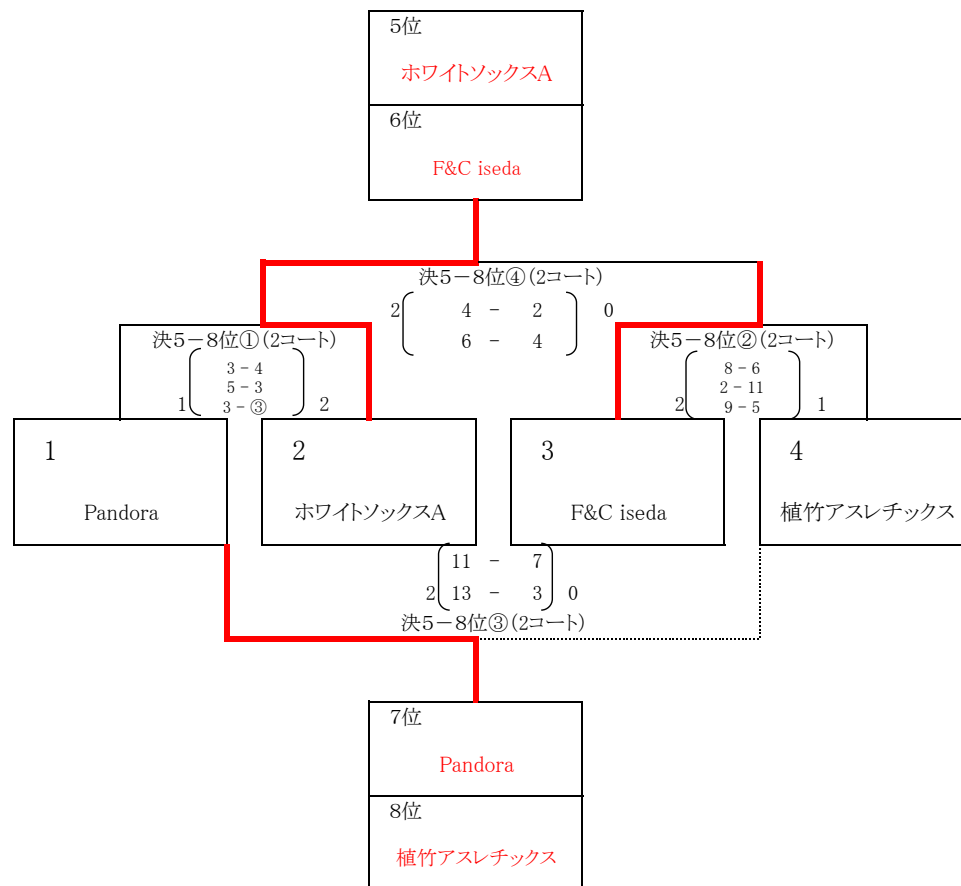 5位
ホワイトソックスA
6位
F&C iseda
決5－8位④(2コート)
2 4 - 2 0
6 - 4
決5－8位①(2コート)
3 - 4
5 - 3
1 3 - ③ 2
決5－8位②(2コート)
8 - 6
2 - 11
2 9 - 5 1
1
Pandora
2
ホワイトソックスA
3
F&C iseda
4
植竹アスレチックス
11 - 7
2 13 - 3 0
決5－8位③(2コート)
7位
Pandora
8位
植竹アスレチックス